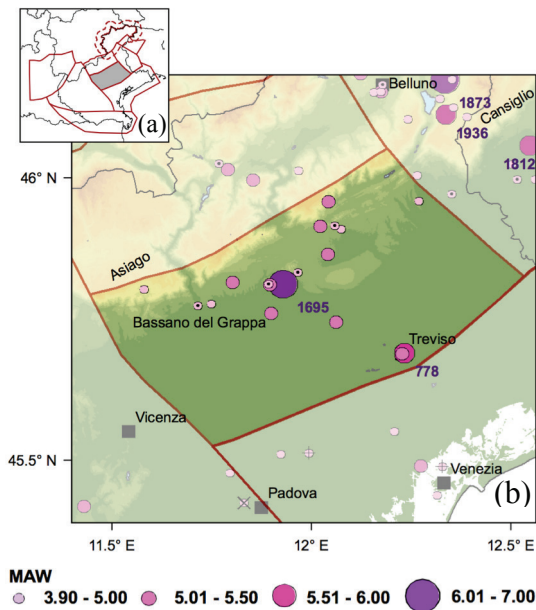 (a)
Belluno
1873
Cansiglio
1936
46°N
1812
Asiago
1695
Bassano del Grappa
Treviso
778
Vicenza
45.5°N
Venezia
Padova
(b)
11.5°E
12°E
12.5°E
MAW
3.90 - 5.00
5.01 - 5.50
5.51 - 6.00
6.01 - 7.00